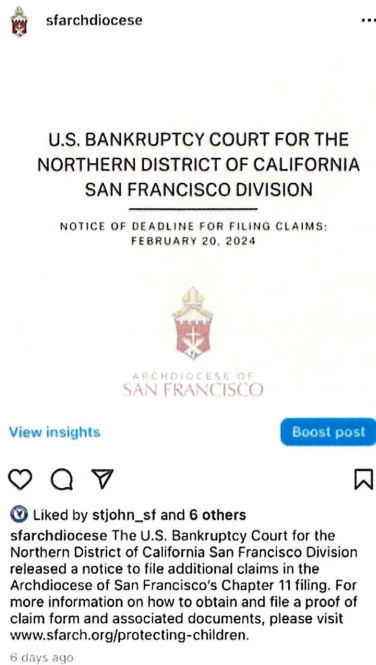 sfarchdiocese
U.S. BANKRUPTCY COURT FOR THE
NORTHERN DISTRICT OF CALIFORNIA
SAN FRANCISCO DIVISION
NOTICE OF DEADLINE FOR FILING CLAIMS:
FEBRUARY 20, 2024
ARCHDIOCESE OF
SAN FRANCISCO
View insights
Boost post
Liked by stjohn_sf and 6 others
sfarchdiocese The U.S. Bankruptcy Court for the
Northern District of California San Francisco Division
released a notice to file additional claims in the
Archdiocese of San Francisco's Chapter 11 filing. For
more information on how to obtain and file a proof of
claim form and associated documents, please visit
www.sfarch.org/protecting-children.
6 days ago